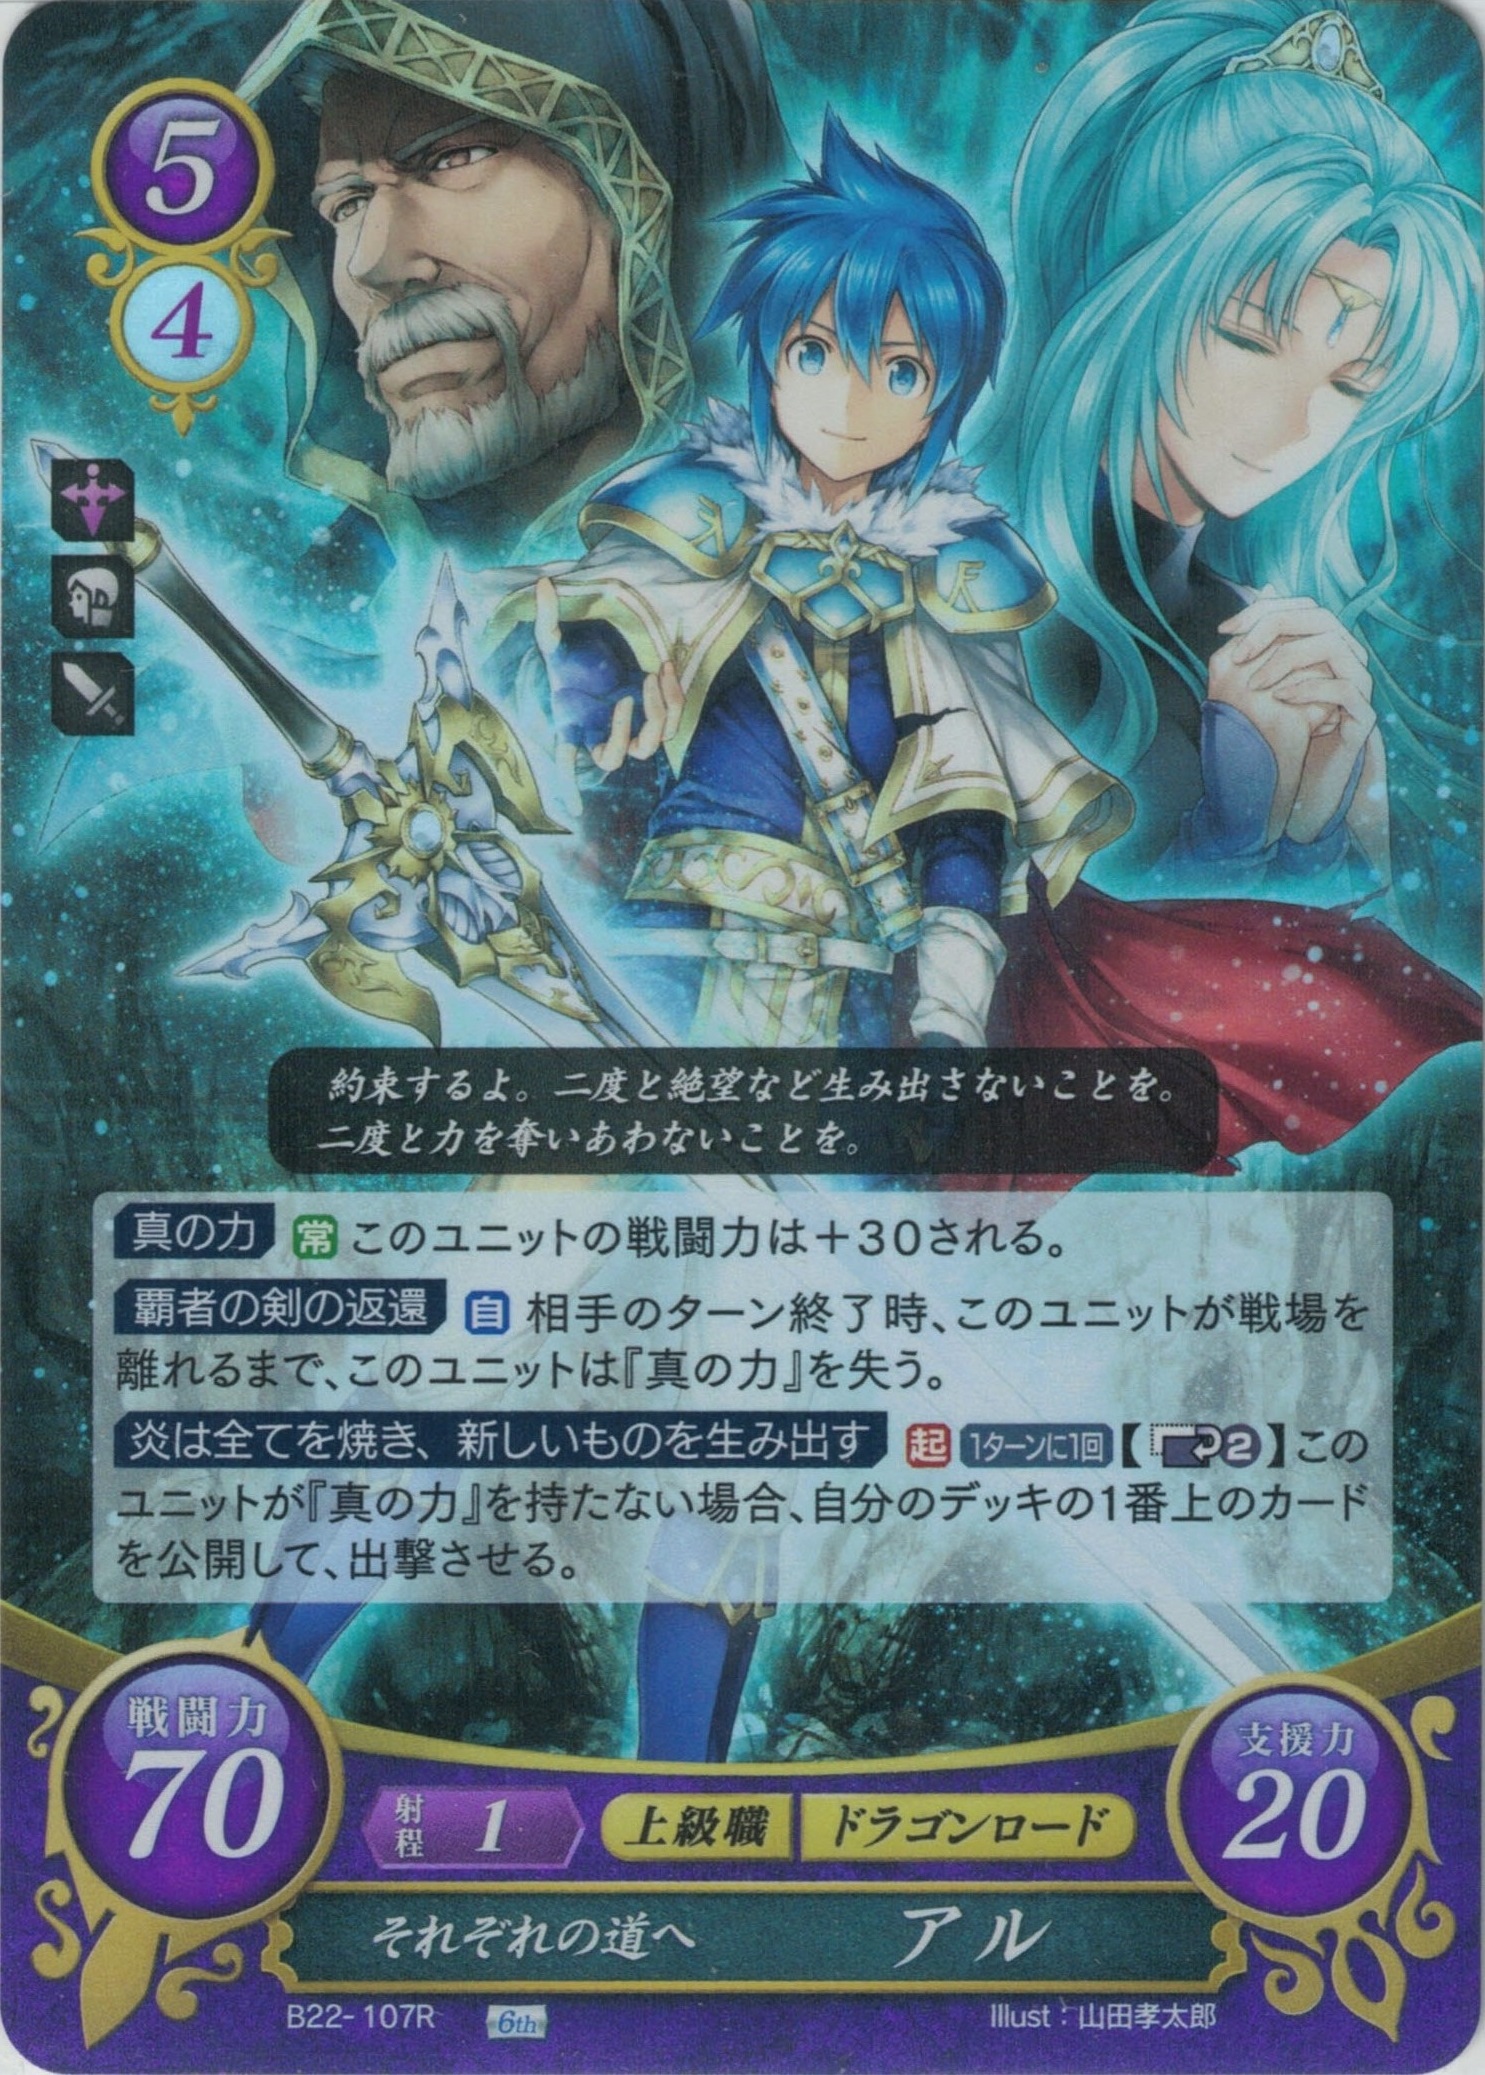 5
4
約束するよ。二度と絶望など生み出さないことを。
二度と力を奪いあわないことを。
真の力 常 このユニットの戦闘力は＋３０される。
覇者の剣の返還 自 相手のターン終了時、このユニットが戦場を
離れるまで、このユニットは『真の力』を失う。
炎は全てを焼き、新しいものを生み出す 起 1ターンに1回 【2】この
ユニットが『真の力』を持たない場合、自分のデッキの１番上のカード
を公開して、出撃させる。
戦闘力
70
射程 1
上級職 ドラゴンロード
支援力
20
それぞれの道へ アル
B22-107R 6th Illust：山田孝太郎